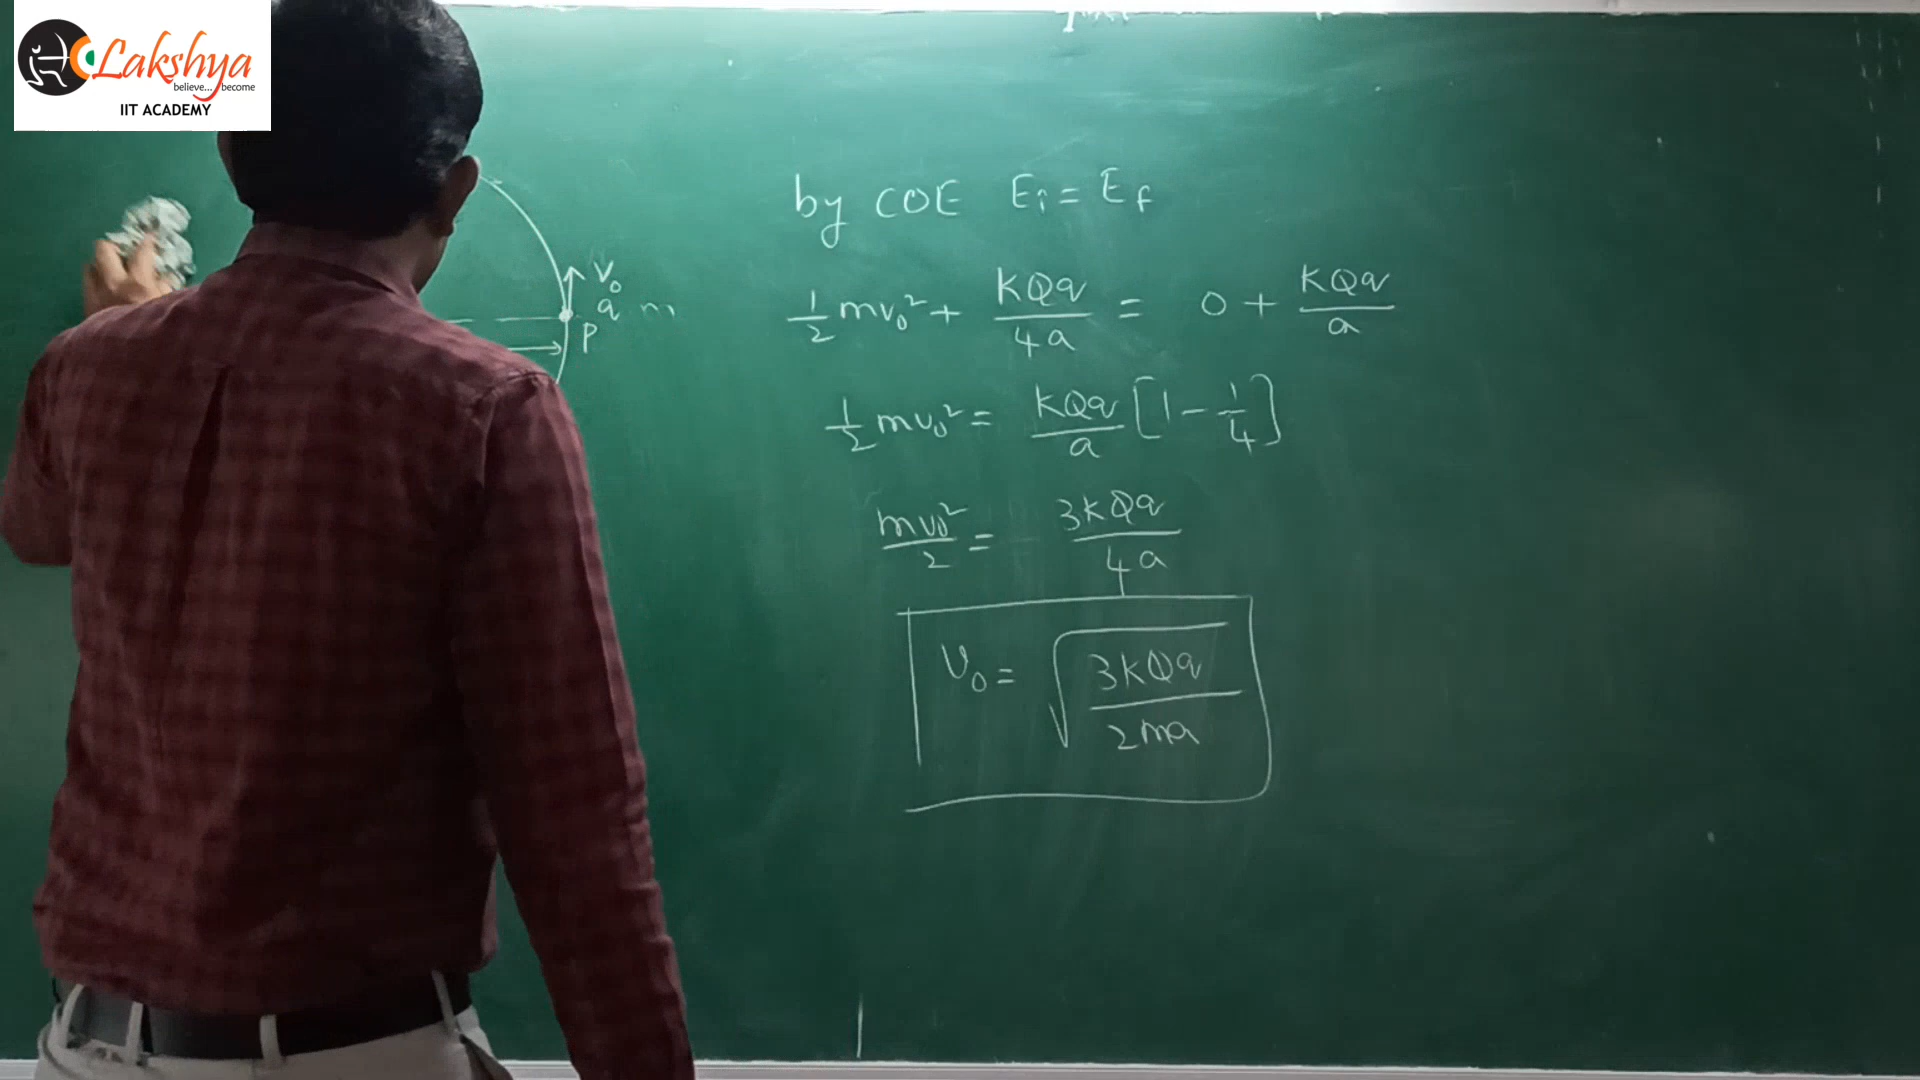 Lakshya
believe... become
IIT ACADEMY
by COE Ei = Ef
V₀
q m
P
1/2 mv₀² + kQq/4a = 0 + kQq/a
1/2 mv₀² = kQq/a [1 - 1/4]
mv₀²/2 = 3kQq/4a
V₀ = √(3kQq/2ma)